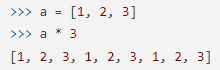 >>> a = [1, 2, 3]
>>> a * 3
[1, 2, 3, 1, 2, 3, 1, 2, 3]